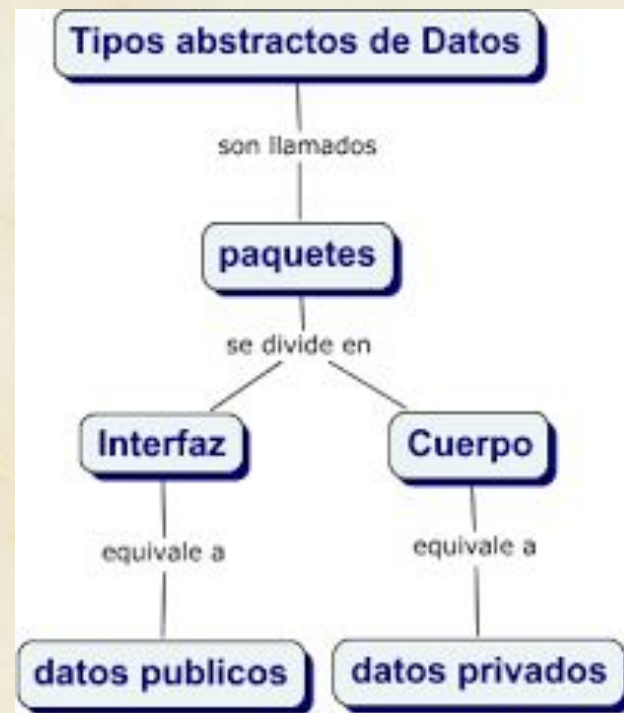 Tipos abstractos de Datos
son llamados
paquetes
se divide en
Interfaz
Cuerpo
equivale a
equivale a
datos publicos
datos privados